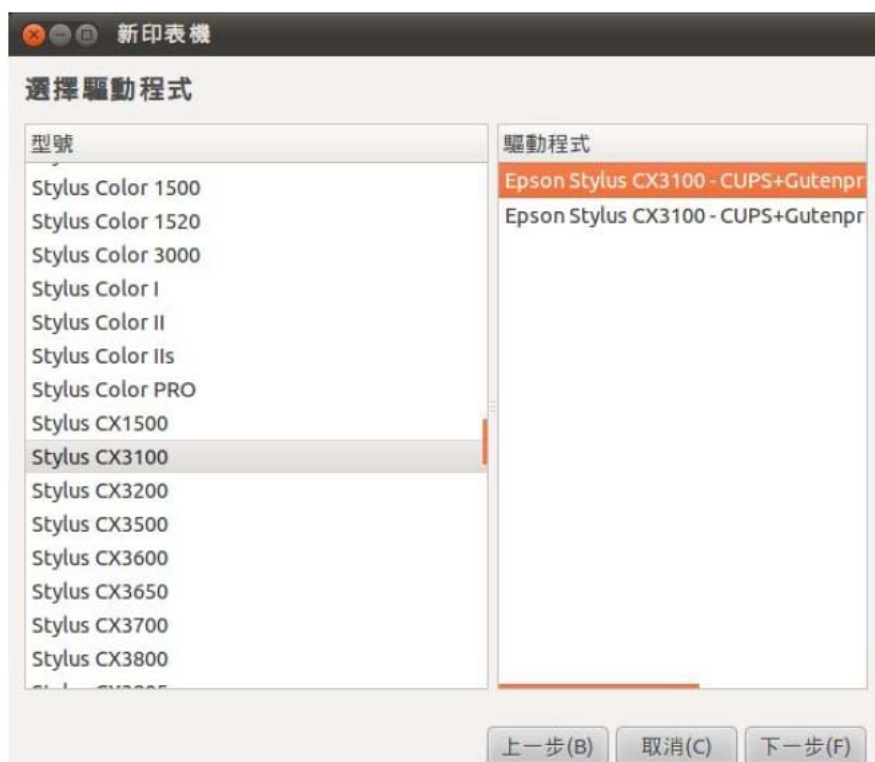 新印表機
選擇驅動程式
型號
Stylus Color 1500
Stylus Color 1520
Stylus Color 3000
Stylus Color I
Stylus Color II
Stylus Color IIs
Stylus Color PRO
Stylus CX1500
Stylus CX3100
Stylus CX3200
Stylus CX3500
Stylus CX3600
Stylus CX3650
Stylus CX3700
Stylus CX3800
驅動程式
Epson Stylus CX3100 - CUPS+Gutenpr
Epson Stylus CX3100 - CUPS+Gutenpr
上一步(B) 取消(C) 下一步(F)